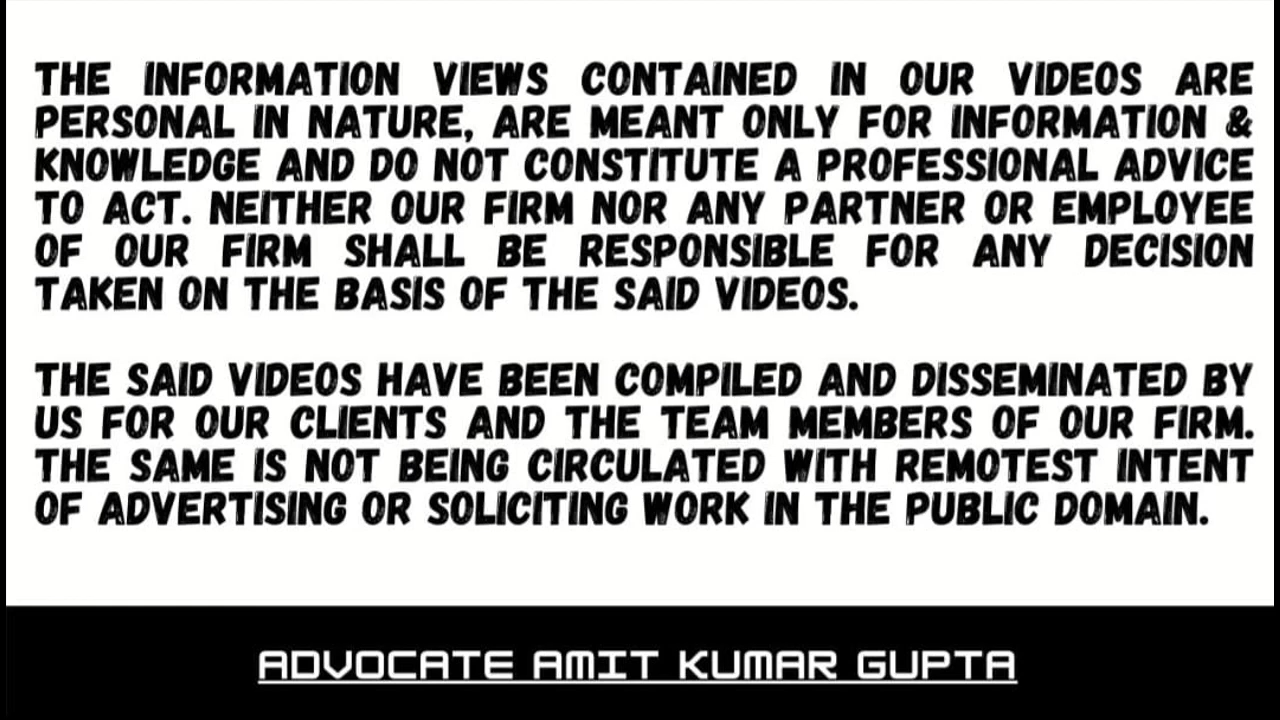 THE INFORMATION VIEWS CONTAINED IN OUR VIDEOS ARE
PERSONAL IN NATURE, ARE MEANT ONLY FOR INFORMATION &
KNOWLEDGE AND DO NOT CONSTITUTE A PROFESSIONAL ADVICE
TO ACT. NEITHER OUR FIRM NOR ANY PARTNER OR EMPLOYEE
OF OUR FIRM SHALL BE RESPONSIBLE FOR ANY DECISION
TAKEN ON THE BASIS OF THE SAID VIDEOS.
THE SAID VIDEOS HAVE BEEN COMPILED AND DISSEMINATED BY
US FOR OUR CLIENTS AND THE TEAM MEMBERS OF OUR FIRM.
THE SAME IS NOT BEING CIRCULATED WITH REMOTEST INTENT
OF ADVERTISING OR SOLICITING WORK IN THE PUBLIC DOMAIN.
ADVOCATE AMIT KUMAR GUPTA